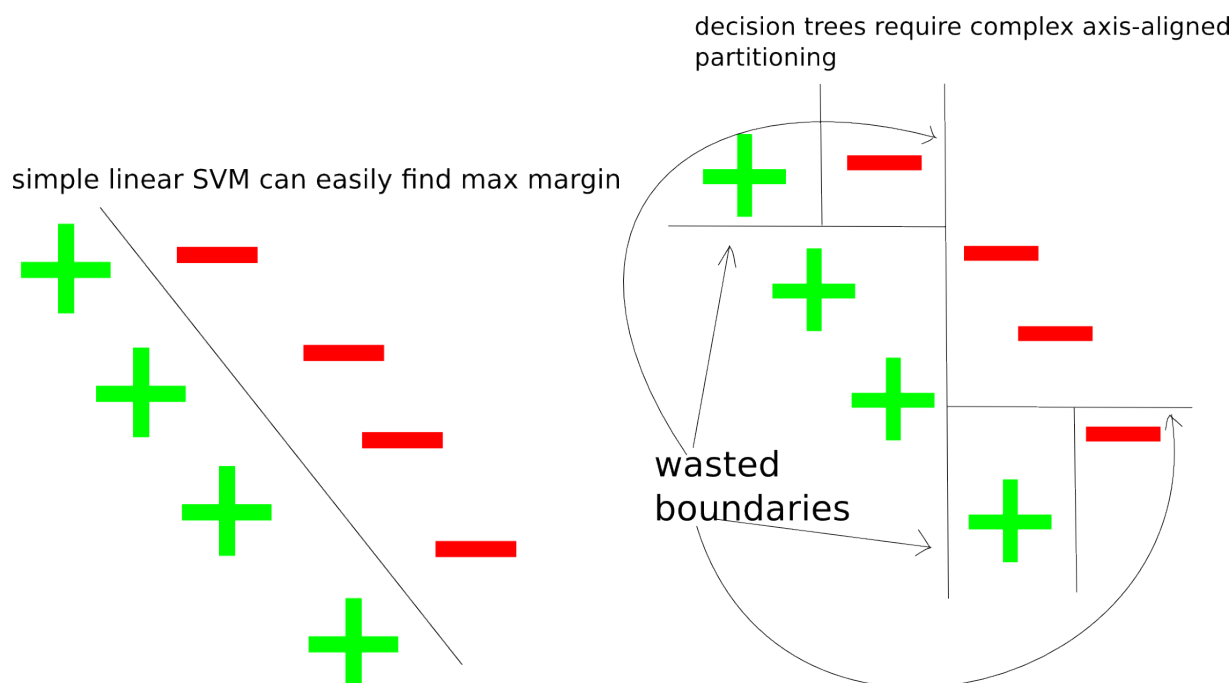 decision trees require complex axis-aligned
partitioning
simple linear SVM can easily find max margin
wasted
boundaries